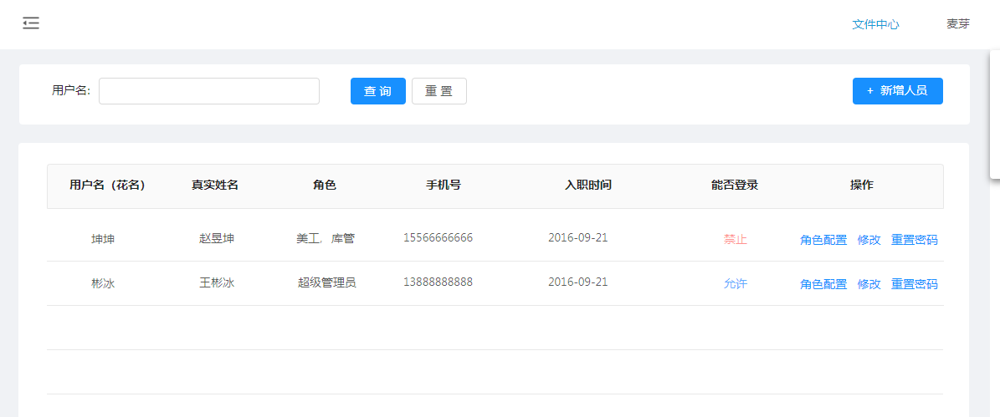 文件中心 麦芽
用户名: 查 询 重 置 + 新增人员
用户名（花名） 真实姓名 角色 手机号 入职时间 能否登录 操作
坤坤 赵昱坤 美工, 库管 15566666666 2016-09-21 禁止 角色配置 修改 重置密码
彬冰 王彬冰 超级管理员 13888888888 2016-09-21 允许 角色配置 修改 重置密码